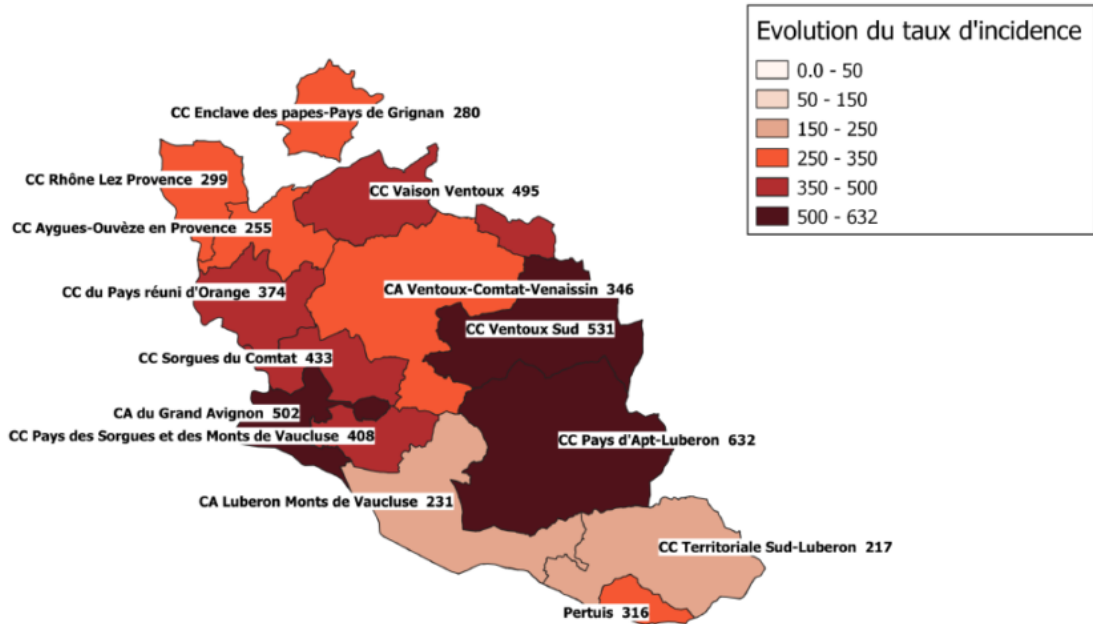 Evolution du taux d'incidence
0.0 - 50
50 - 150
150 - 250
250 - 350
350 - 500
500 - 632
CC Enclave des papes-Pays de Grignan 280
CC Rhône Lez Provence 299
CC Vaison Ventoux 495
CC Aygues-Ouvèze en Provence 255
CC du Pays réuni d'Orange 374
CA Ventoux-Comtat-Venaissin 346
CC Ventoux Sud 531
CC Sorgues du Comtat 433
CA du Grand Avignon 502
CC Pays des Sorgues et des Monts de Vaucluse 408
CC Pays d'Apt-Luberon 632
CA Luberon Monts de Vaucluse 231
CC Territoriale Sud-Luberon 217
Pertuis 316